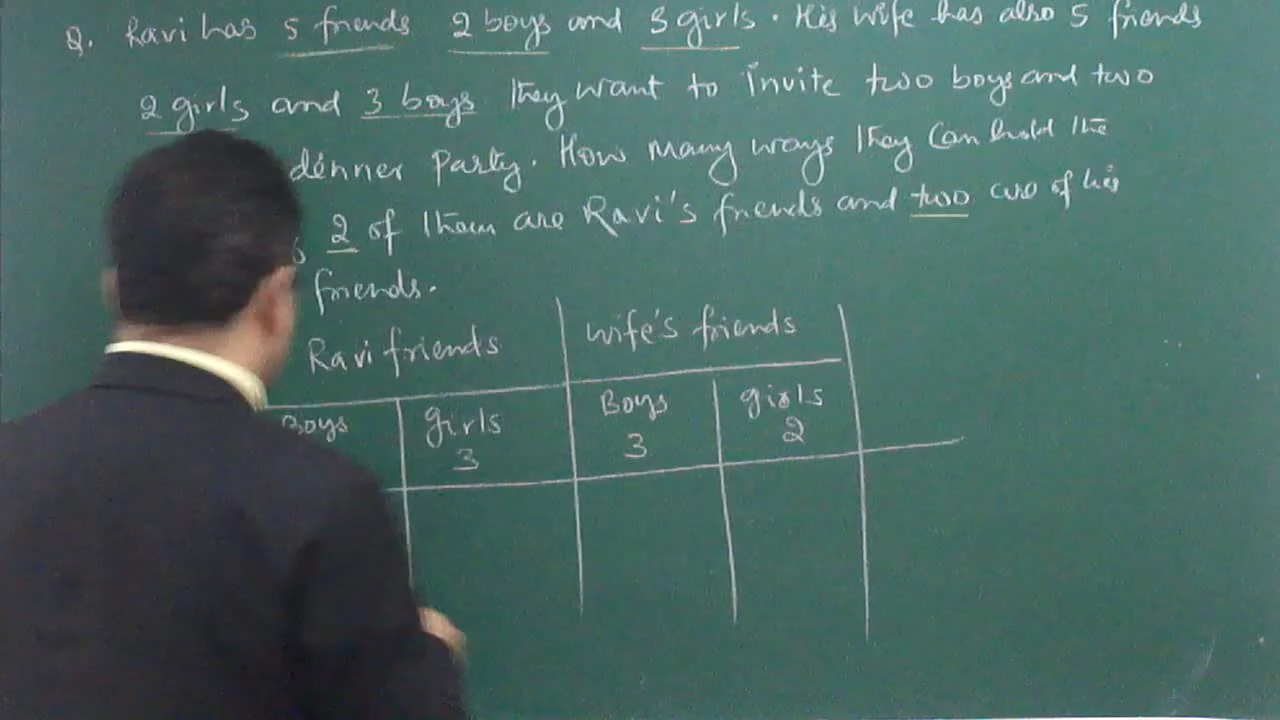 Q. Ravi has 5 friends 2 boys and 3 girls. His wife has also 5 friends
2 girls and 3 boys they want to invite two boys and two
dinner party. How many ways they can hold the
2 of them are Ravi's friends and two are of his
friends.
Ravi friends wife's friends
Boys girls Boys girls
3 3 2